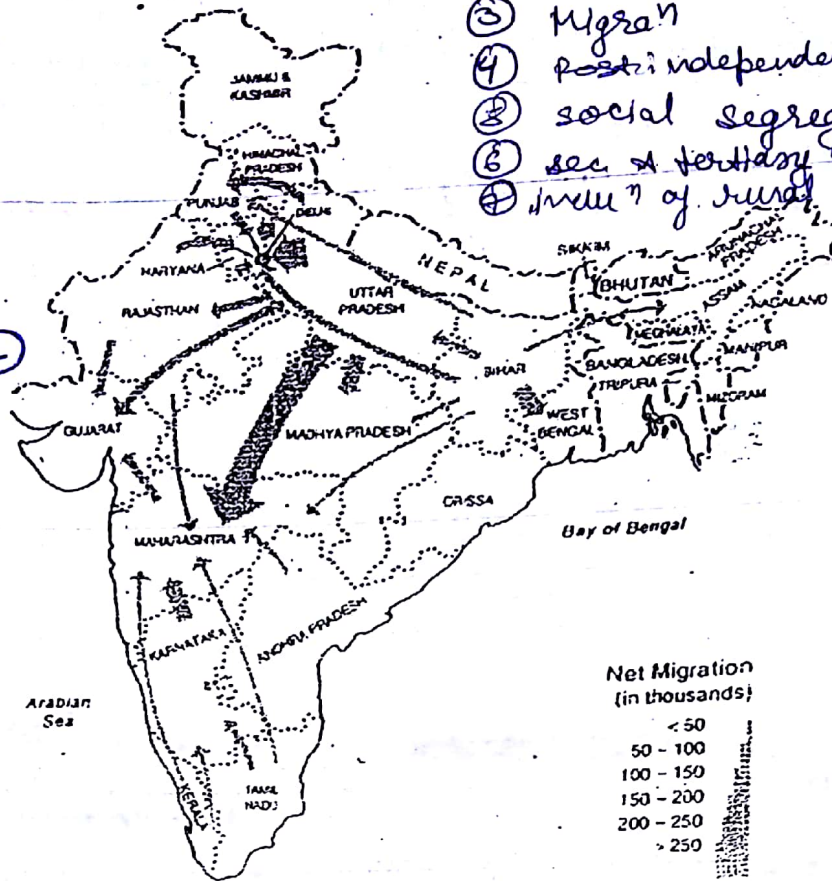 ③ Migraⁿ
④ Post independe
⑤ social segreg
⑥ sec & tertiary
of rural
JAMMU &
KASHMIR
HIMACHAL
PRADESH
PUNJAB
DELHI
HARYANA
RAJASTHAN
UTTAR
PRADESH
NEPAL
SIKKIM
BHUTAN
ARUNACHAL
PRADESH
ASSAM
NAGALAND
MEGHALAYA
MANIPUR
BIHAR
BANGLADESH
TRIPURA
MIZORAM
WEST
BENGAL
GUJARAT
MADHYA PRADESH
ORISSA
MAHARASHTRA
Bay of Bengal
KARNATAKA
ANDHRA PRADESH
Arabian
Sea
KERALA
TAMIL
NADU
Net Migration
(in thousands)
< 50
50 – 100
100 – 150
150 – 200
200 – 250
> 250